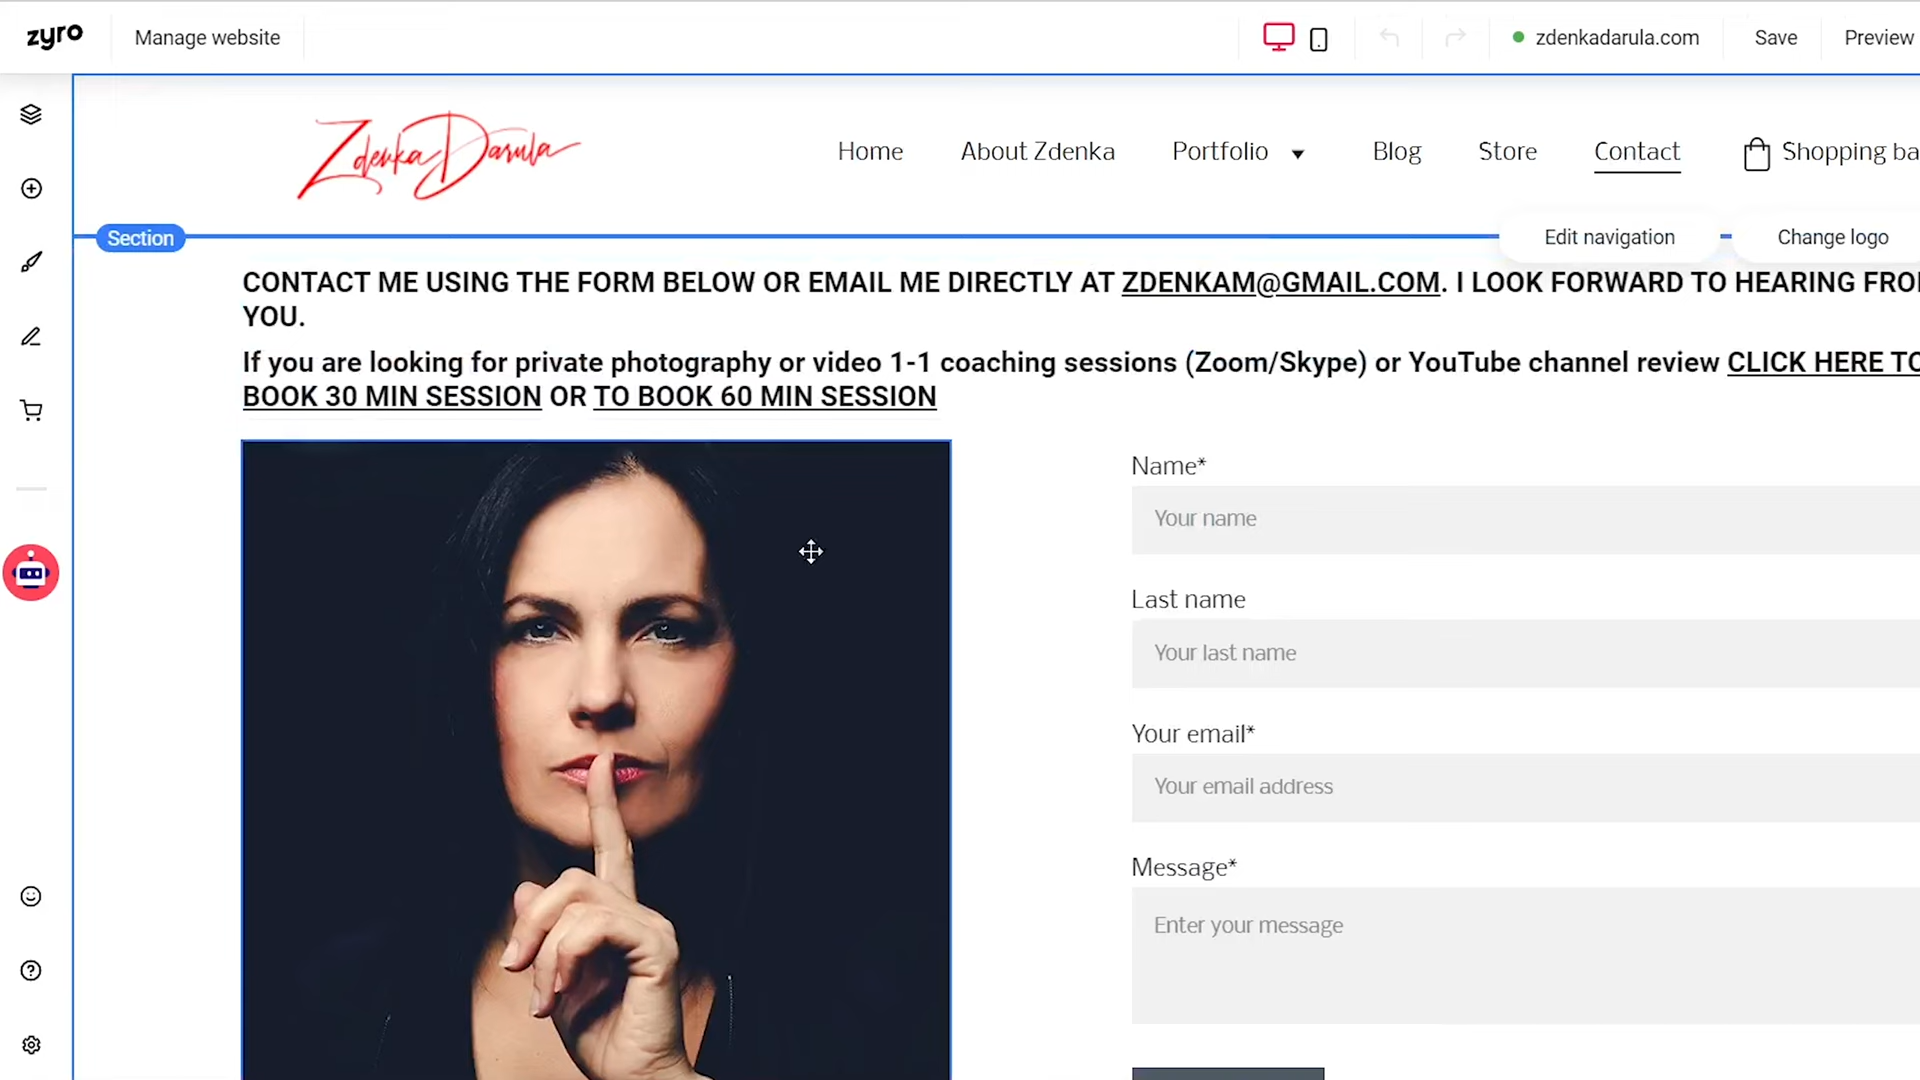 zyro
Manage website
zdenkadarula.com
Save
Preview
Zdenka Darula
Home
About Zdenka
Portfolio
Blog
Store
Contact
Shopping ba
Section
Edit navigation
Change logo
CONTACT ME USING THE FORM BELOW OR EMAIL ME DIRECTLY AT ZDENKAM@GMAIL.COM. I LOOK FORWARD TO HEARING FRO
YOU.
If you are looking for private photography or video 1-1 coaching sessions (Zoom/Skype) or YouTube channel review CLICK HERE TO
BOOK 30 MIN SESSION OR TO BOOK 60 MIN SESSION
Name*
Your name
Last name
Your last name
Your email*
Your email address
Message*
Enter your message